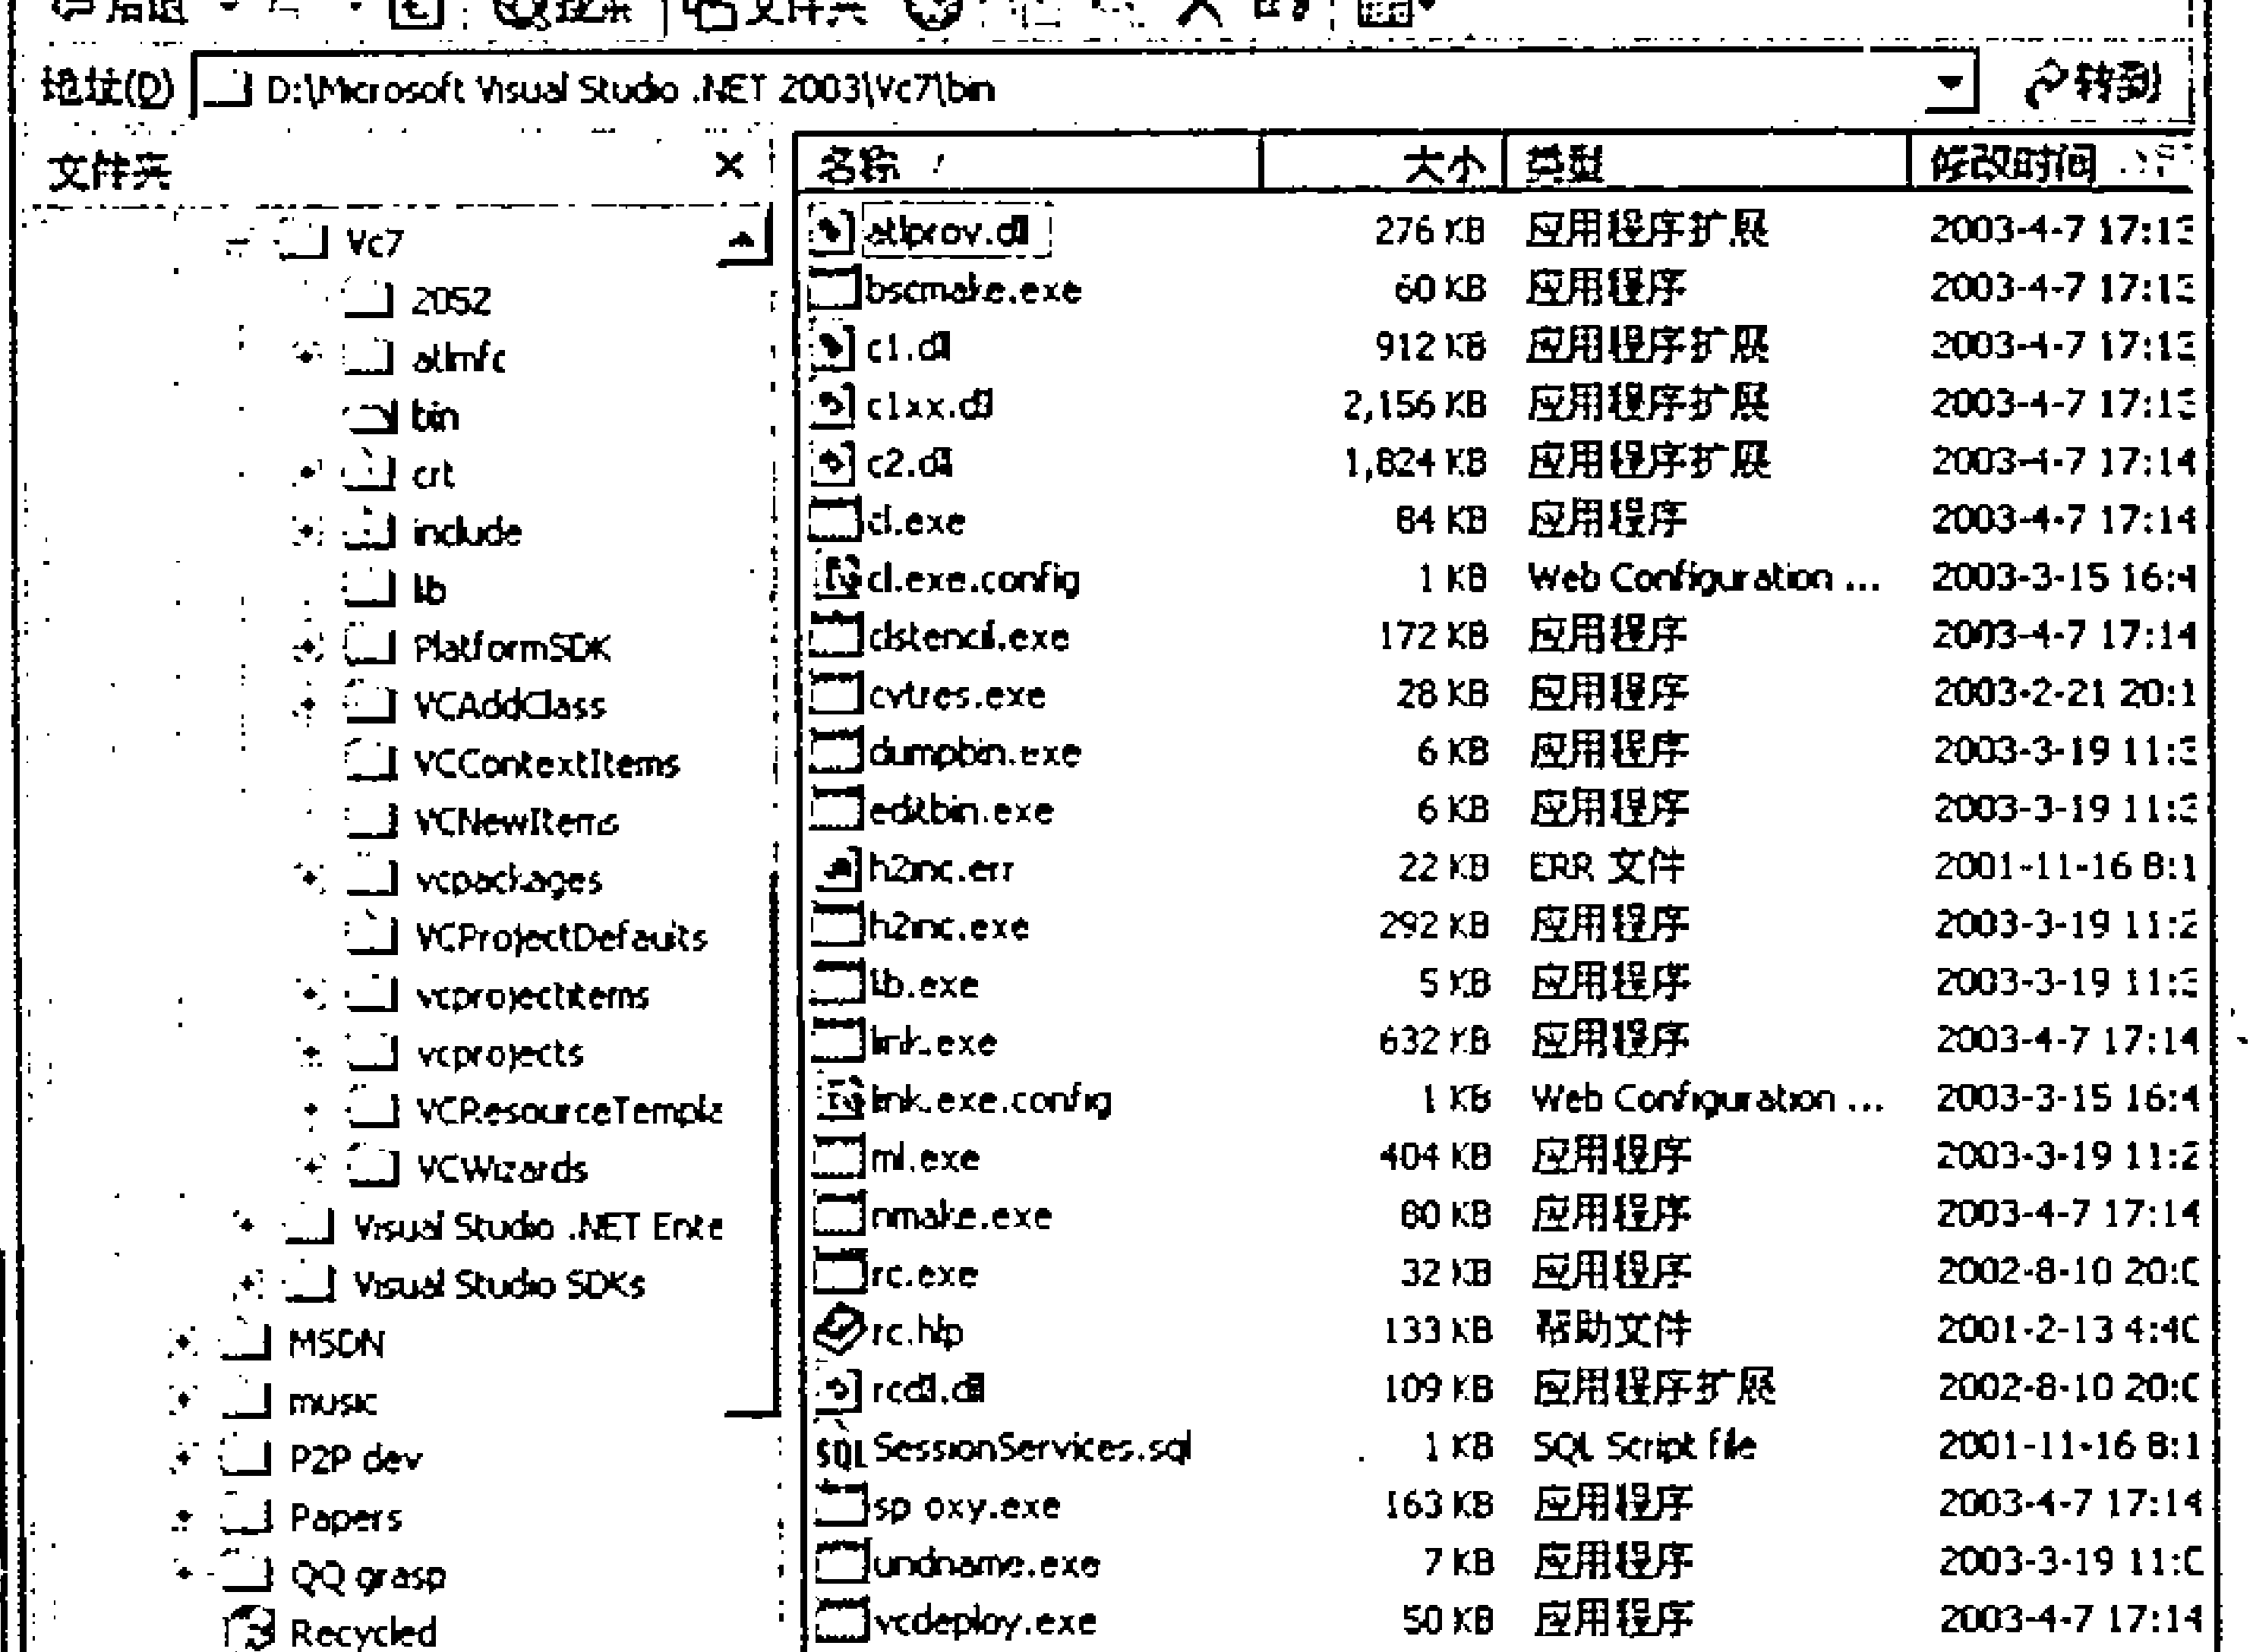 后退 搜索 文件夹
地址(D) D:\Microsoft Visual Studio .NET 2003\Vc7\bin 转到
文件夹
Vc7
2052
atlmfc
bin
crt
include
lib
PlatformSDK
VCAddClass
VCContextItems
VCNewItems
vcpackages
VCProjectDefaults
vcprojectitems
vcprojects
VCResourceTempla
VCWizards
Visual Studio .NET Ente
Visual Studio SDKs
MSDN
music
P2P dev
Papers
QQ grasp
Recycled
名称 大小 类型 修改时间
atlprov.dll 276 KB 应用程序扩展 2003-4-7 17:13
bscmake.exe 60 KB 应用程序 2003-4-7 17:13
c1.dll 912 KB 应用程序扩展 2003-4-7 17:13
c1xx.dll 2,156 KB 应用程序扩展 2003-4-7 17:13
c2.dll 1,824 KB 应用程序扩展 2003-4-7 17:14
cl.exe 84 KB 应用程序 2003-4-7 17:14
cl.exe.config 1 KB Web Configuration ... 2003-3-15 16:4
clstencil.exe 172 KB 应用程序 2003-4-7 17:14
cvtres.exe 28 KB 应用程序 2003-2-21 20:1
dumpbin.exe 6 KB 应用程序 2003-3-19 11:3
editbin.exe 6 KB 应用程序 2003-3-19 11:3
h2inc.err 22 KB ERR 文件 2001-11-16 8:1
h2inc.exe 292 KB 应用程序 2003-3-19 11:2
lib.exe 5 KB 应用程序 2003-3-19 11:3
link.exe 632 KB 应用程序 2003-4-7 17:14
link.exe.config 1 KB Web Configuration ... 2003-3-15 16:4
ml.exe 404 KB 应用程序 2003-3-19 11:2
nmake.exe 80 KB 应用程序 2003-4-7 17:14
rc.exe 32 KB 应用程序 2002-8-10 20:0
rc.hlp 133 KB 帮助文件 2001-2-13 4:40
rcdll.dll 109 KB 应用程序扩展 2002-8-10 20:0
SessionServices.sql 1 KB SQL Script file 2001-11-16 8:1
sp oxy.exe 163 KB 应用程序 2003-4-7 17:14
undname.exe 7 KB 应用程序 2003-3-19 11:0
vcdeploy.exe 50 KB 应用程序 2003-4-7 17:14